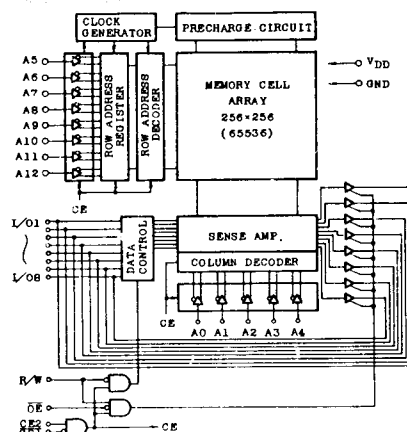 CLOCK
GENERATOR
PRECHARGE CIRCUIT
A5
A6
A7
A8
A9
A10
A11
A12
ROW ADDRESS
REGISTER
ROW ADDRESS
DECODER
MEMORY CELL
ARRAY
256×256
(65536)
VDD
GND
CE
I/O1
I/O8
DATA
CONTROL
SENSE AMP.
COLUMN DECODER
CE
A0 A1 A2 A3 A4
R/W
OE
CE2
CE